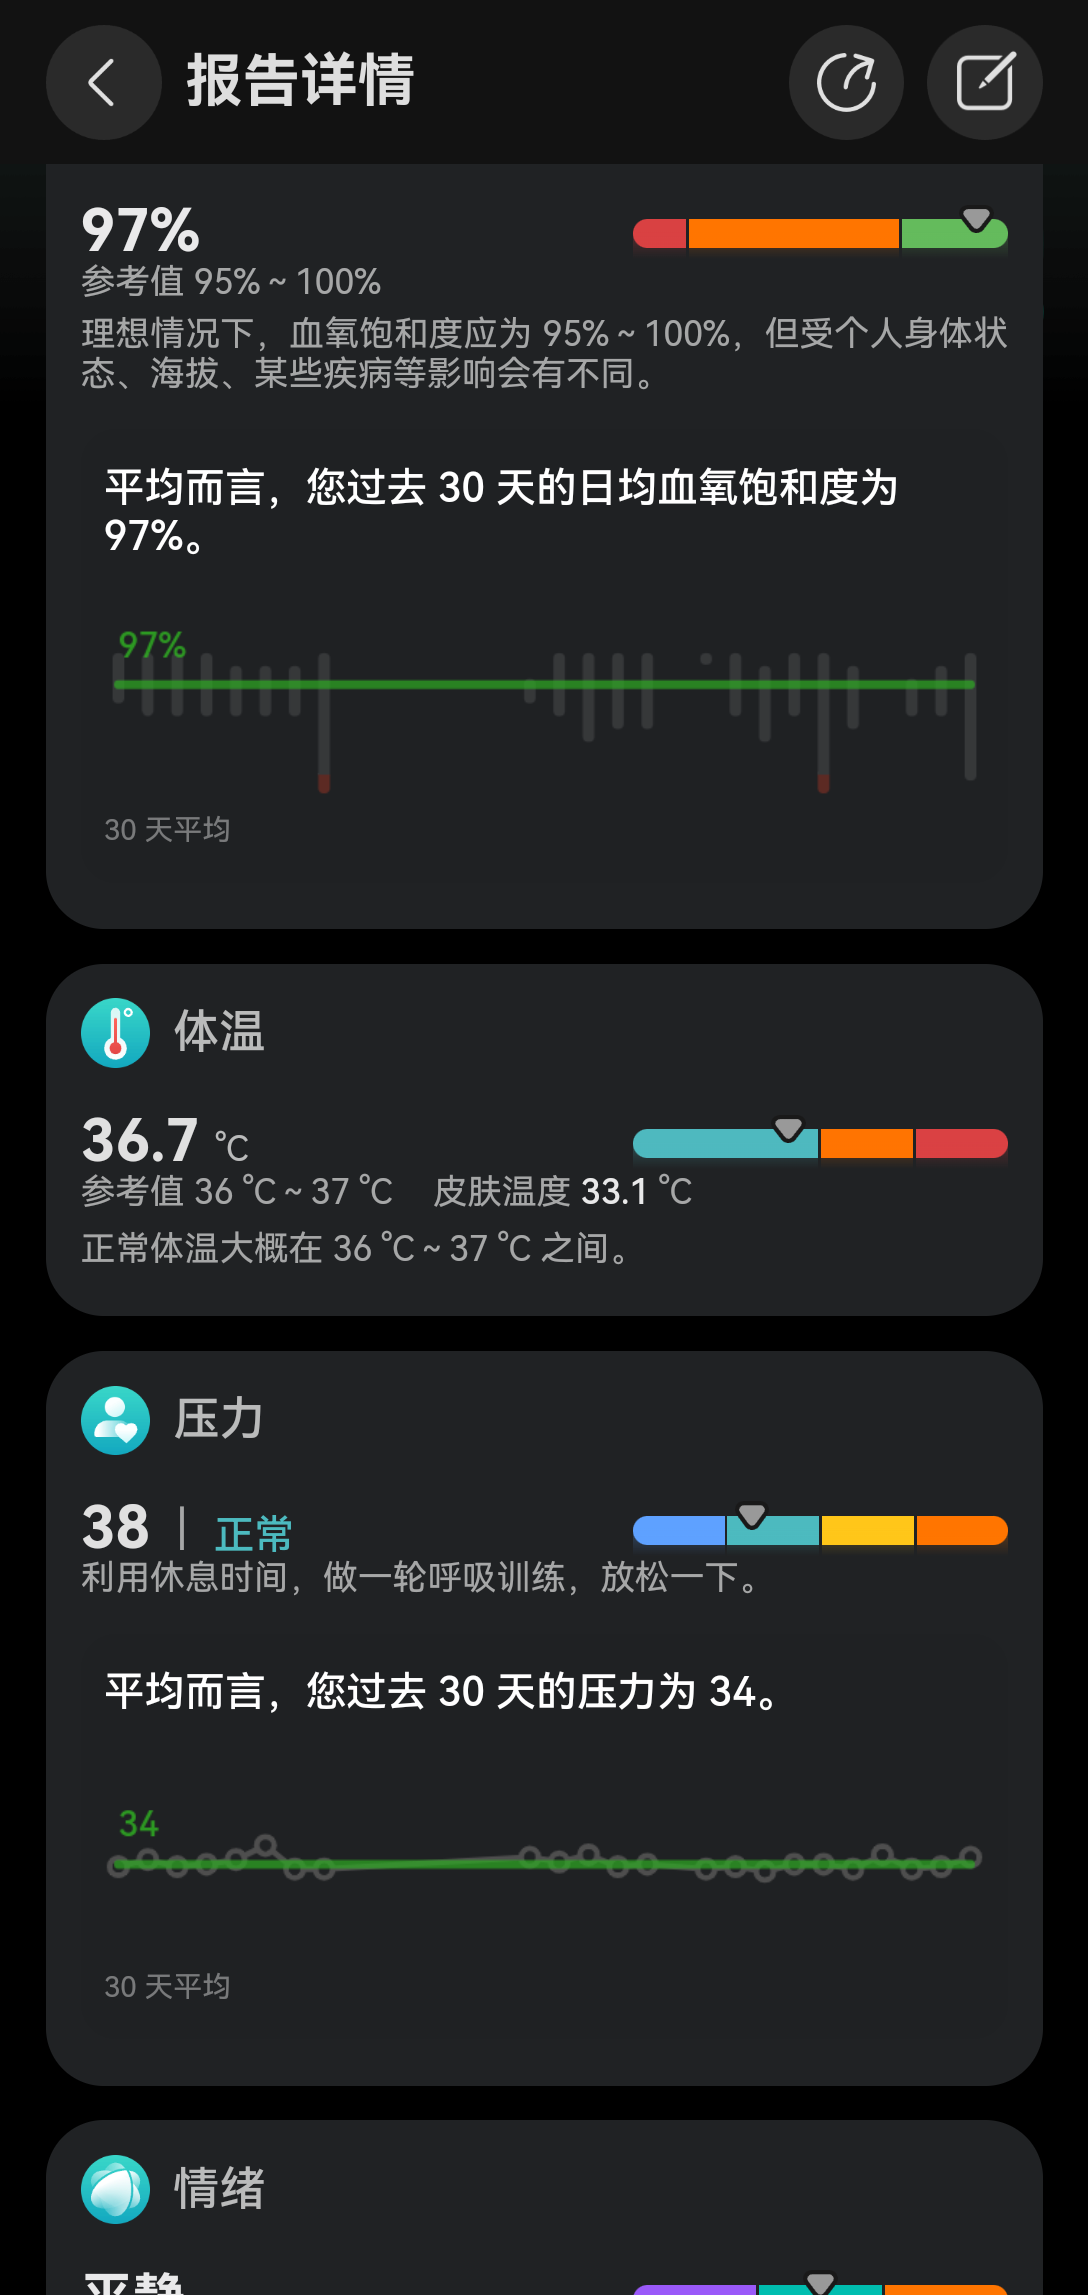 报告详情
97%
参考值 95% ~ 100%
理想情况下，血氧饱和度应为 95% ~ 100%，但受个人身体状
态、海拔、某些疾病等影响会有不同。
平均而言，您过去 30 天的日均血氧饱和度为
97%。
97%
30 天平均
体温
36.7 °C
参考值 36 °C ~ 37 °C 皮肤温度 33.1 °C
正常体温大概在 36 °C ~ 37 °C 之间。
压力
38 | 正常
利用休息时间，做一轮呼吸训练，放松一下。
平均而言，您过去 30 天的压力为 34。
34
30 天平均
情绪
平静